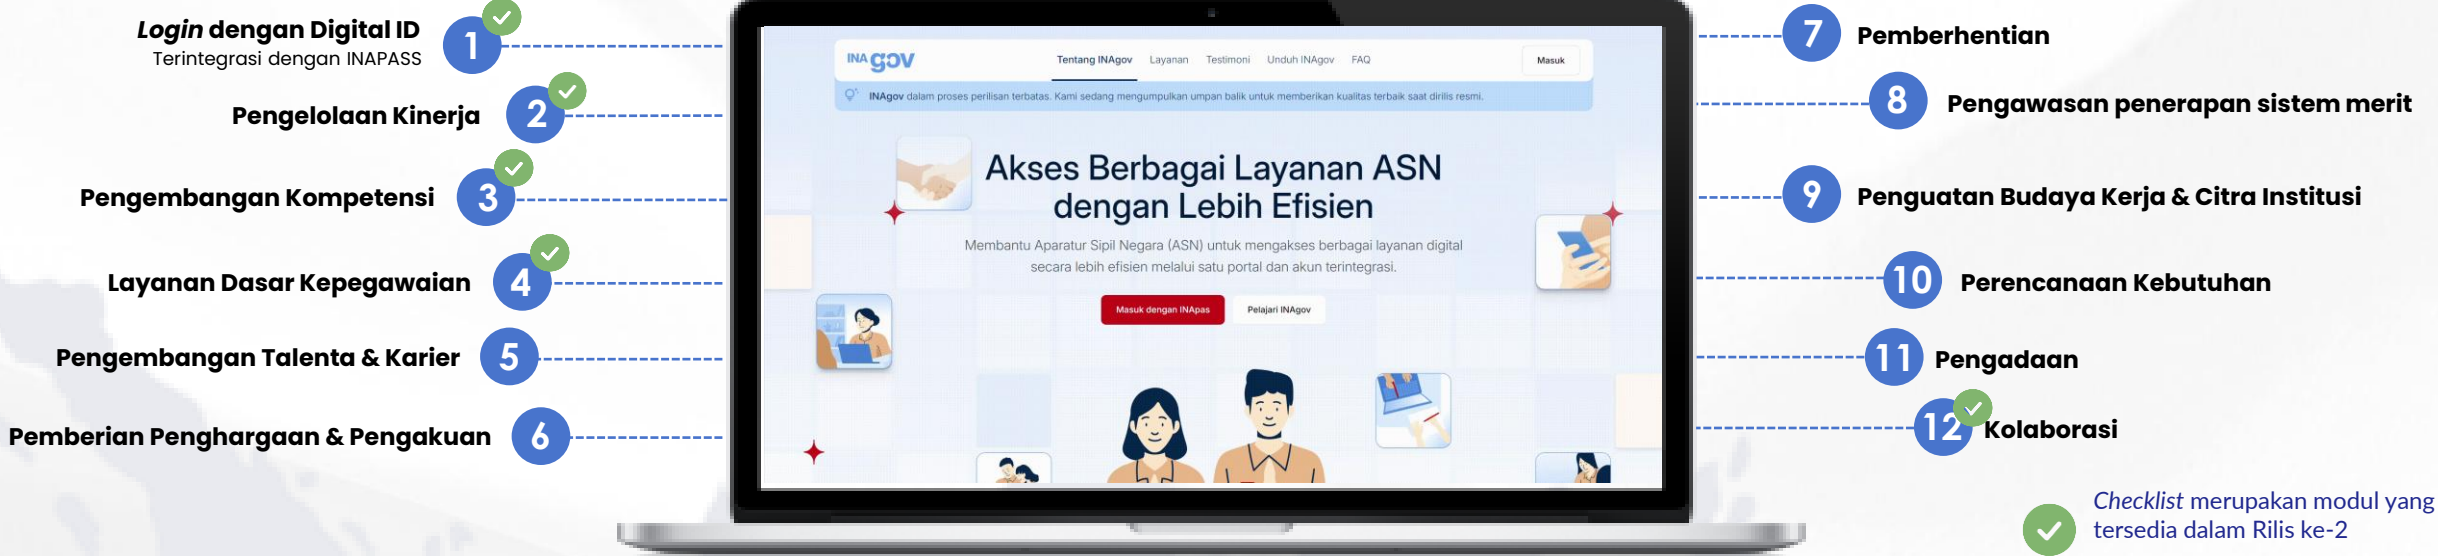 Login dengan Digital ID
Terintegrasi dengan INAPASS
1
Pengelolaan Kinerja
2
Pengembangan Kompetensi
3
Layanan Dasar Kepegawaian
4
Pengembangan Talenta & Karier
5
Pemberian Penghargaan & Pengakuan
6
INAgov
Tentang INAgov Layanan Testimoni Unduh INAgov FAQ
Masuk
INAgov dalam proses perilisan terbatas. Kami sedang mengumpulkan umpan balik untuk memberikan kualitas terbaik saat dirilis resmi.
Akses Berbagai Layanan ASN
dengan Lebih Efisien
Membantu Aparatur Sipil Negara (ASN) untuk mengakses berbagai layanan digital
secara lebih efisien melalui satu portal dan akun terintegrasi.
Masuk dengan INApas
Pelajari INAgov
7
Pemberhentian
8
Pengawasan penerapan sistem merit
9
Penguatan Budaya Kerja & Citra Institusi
10
Perencanaan Kebutuhan
11
Pengadaan
12
Kolaborasi
Checklist merupakan modul yang
tersedia dalam Rilis ke-2